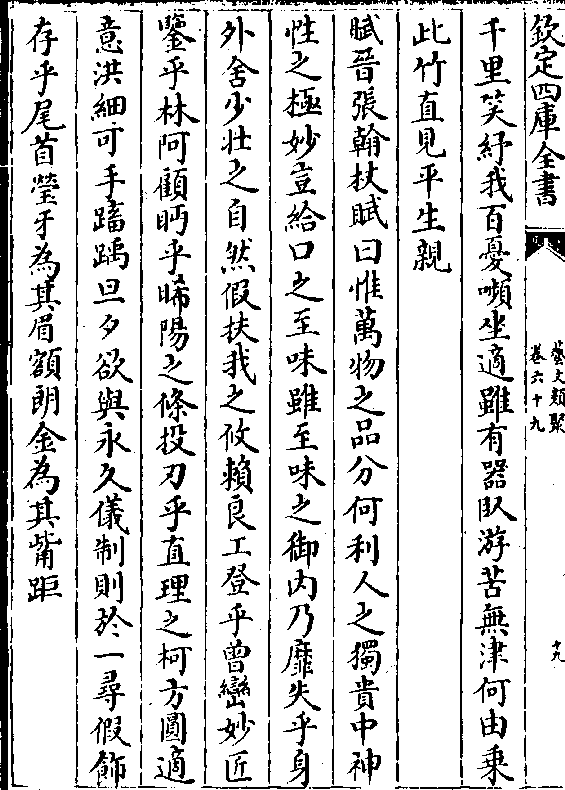 欽定四庫全書
藝文類聚
卷六十九
十九
千里笑紓我百憂嚬坐適雖有器臥游苦無津何由乗
此竹直見平生親
賦晉張翰杖賦曰惟萬物之品分何利人之獨貴中神
性之極妙豈給口之至味雖至味之御内乃靡失乎身
外舍少壯之自然假扶我之攸賴良工登乎曾巒妙匠
鑒乎林阿顧眄乎晞陽之條投刃乎直理之柯方圓適
意洪細可手蹢踽旦夕欲與永久儀制則於一尋假飾
存乎尾首瑩牙為其眉額朗金為其觜距